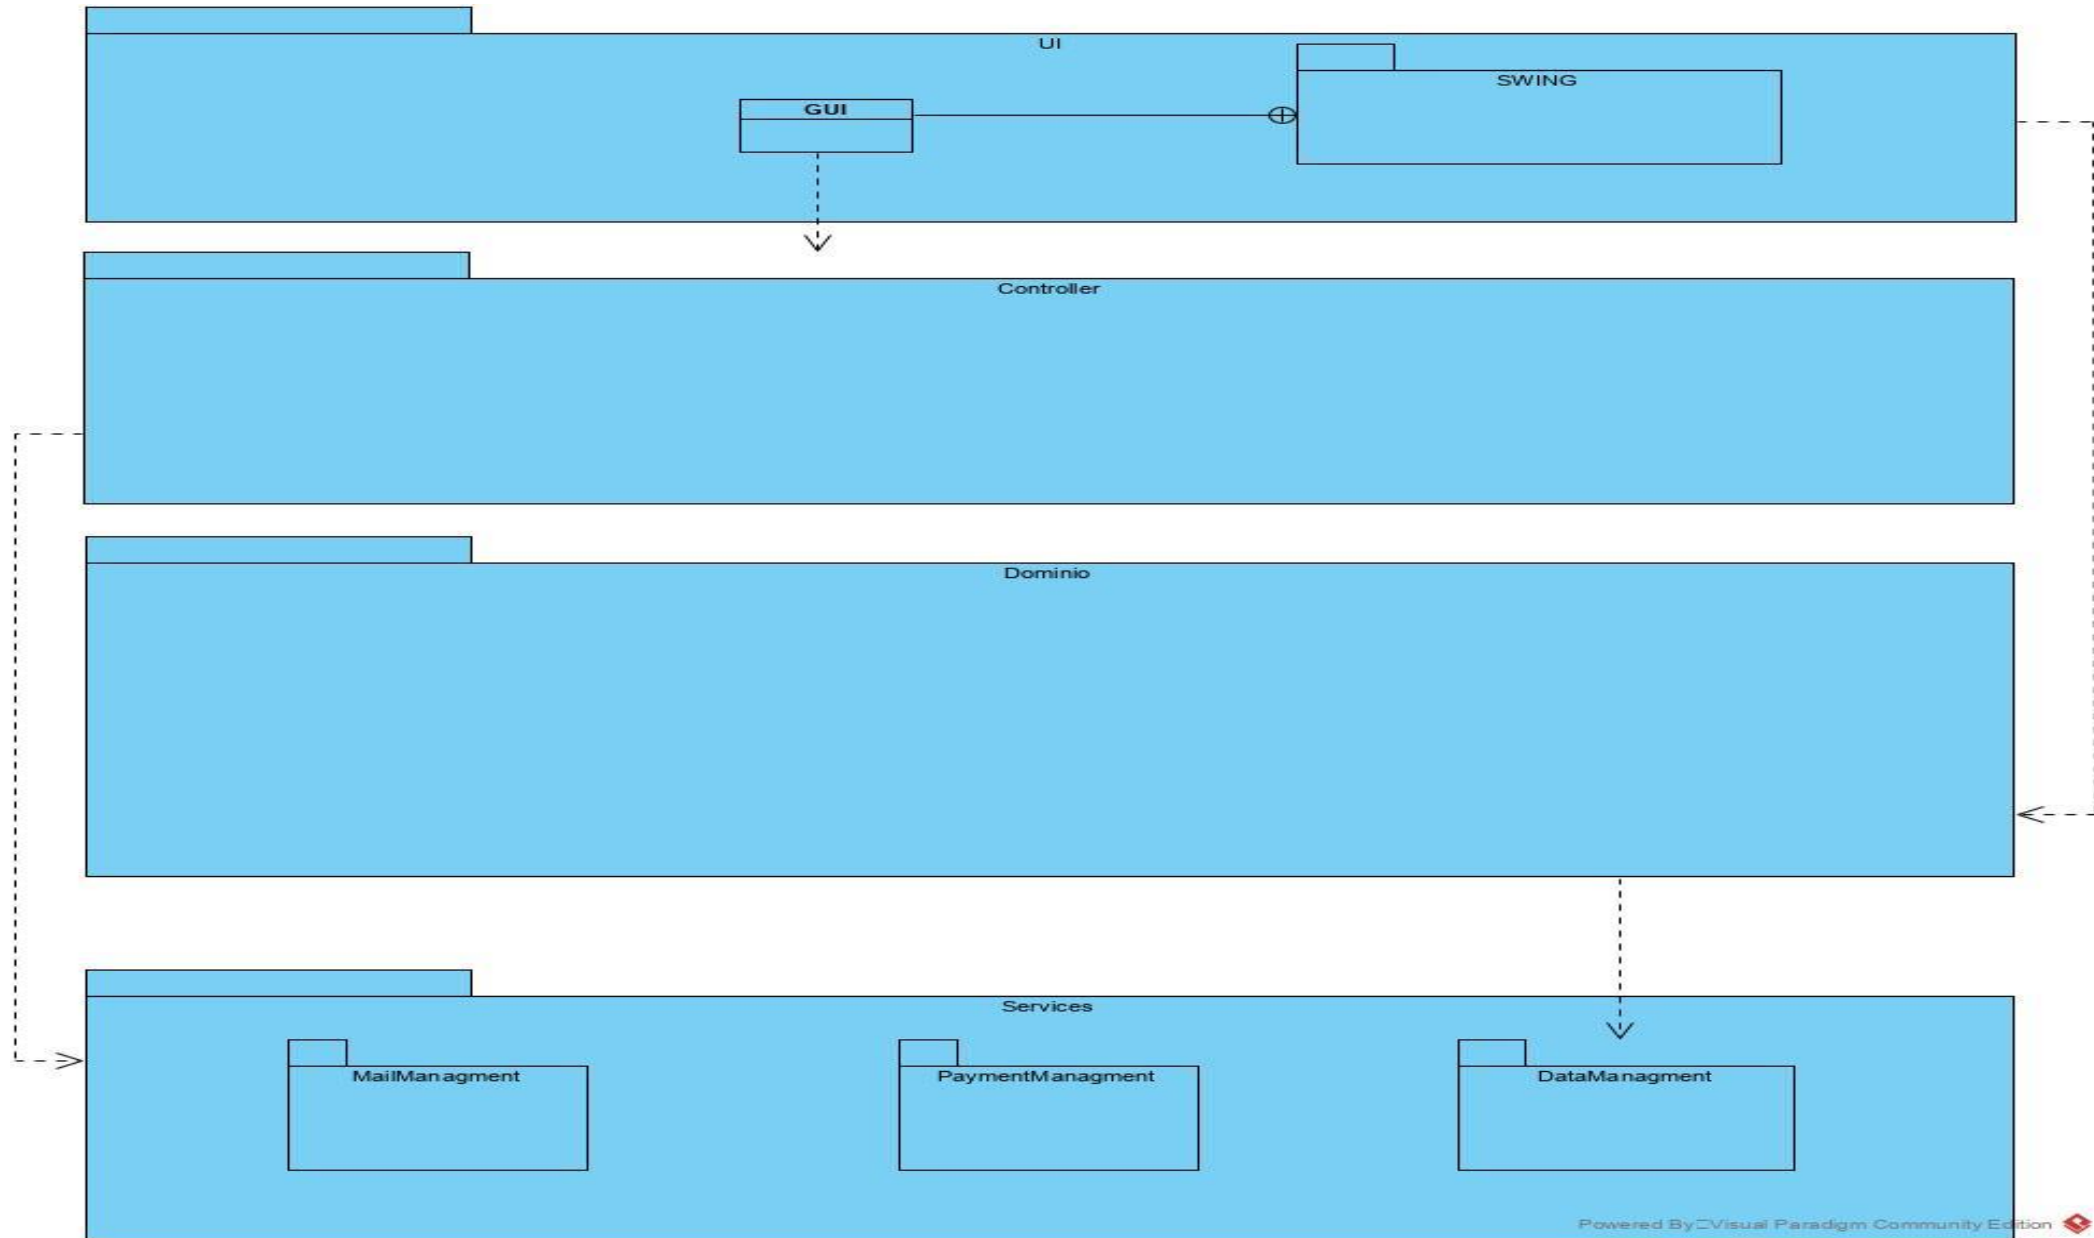 UI
SWING
GUI
Controller
Dominio
Services
MailManagment
PaymentManagment
DataManagment
Powered By Visual Paradigm Community Edition